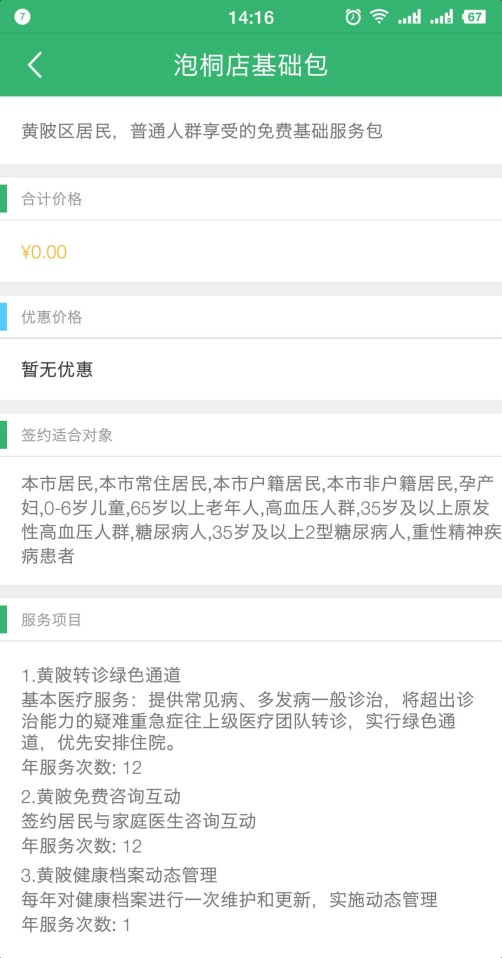 7
14:16
67
泡桐店基础包
黄陂区居民，普通人群享受的免费基础服务包
合计价格
¥0.00
优惠价格
暂无优惠
签约适合对象
本市居民,本市常住居民,本市户籍居民,本市非户籍居民,孕产
妇,0-6岁儿童,65岁以上老年人,高血压人群,35岁及以上原发
性高血压人群,糖尿病人,35岁及以上2型糖尿病人,重性精神疾
病患者
服务项目
1.黄陂转诊绿色通道
基本医疗服务：提供常见病、多发病一般诊治，将超出诊
治能力的疑难重急症往上级医疗团队转诊，实行绿色通
道，优先安排住院。
年服务次数: 12
2.黄陂免费咨询互动
签约居民与家庭医生咨询互动
年服务次数: 12
3.黄陂健康档案动态管理
每年对健康档案进行一次维护和更新，实施动态管理
年服务次数: 1